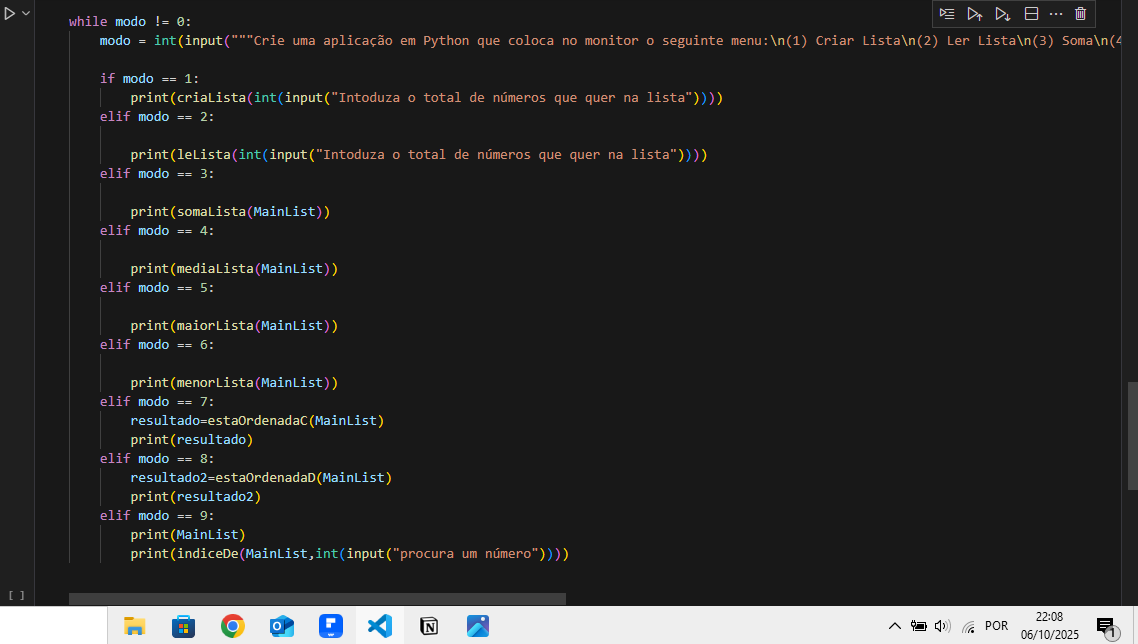 while modo != 0:
modo = int(input("""Crie uma aplicação em Python que coloca no monitor o seguinte menu:\n(1) Criar Lista\n(2) Ler Lista\n(3) Soma\n(4
if modo == 1:
print(criaLista(int(input("Intoduza o total de números que quer na lista"))))
elif modo == 2:
print(leLista(int(input("Intoduza o total de números que quer na lista"))))
elif modo == 3:
print(somaLista(MainList))
elif modo == 4:
print(mediaLista(MainList))
elif modo == 5:
print(maiorLista(MainList))
elif modo == 6:
print(menorLista(MainList))
elif modo == 7:
resultado=estaOrdenadaC(MainList)
print(resultado)
elif modo == 8:
resultado2=estaOrdenadaD(MainList)
print(resultado2)
elif modo == 9:
print(MainList)
print(indiceDe(MainList,int(input("procura um número"))))
[ ]
POR
22:08
06/10/2025
1